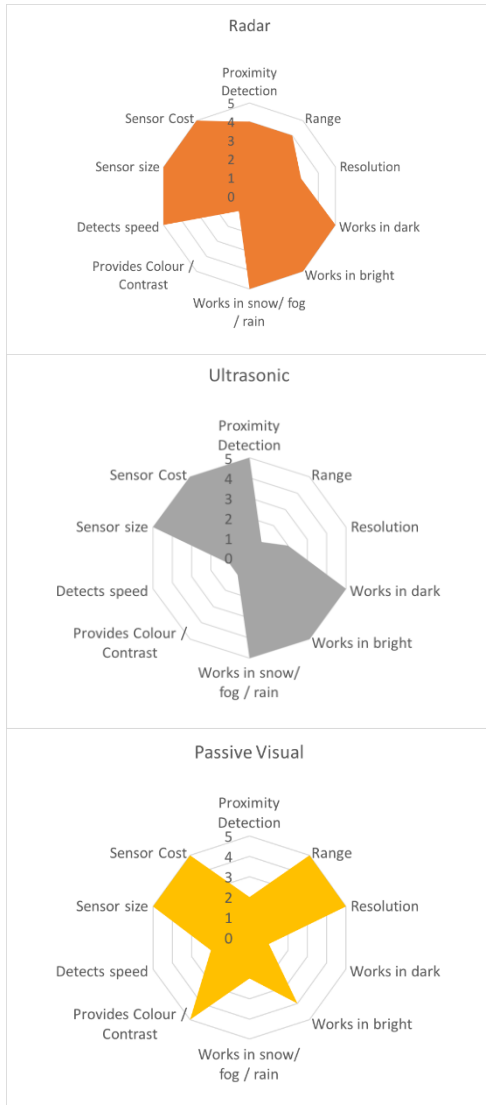 Radar
Proximity
Detection
5
Sensor Cost
Range
4
3
Sensor size
Resolution
2
1
0
Detects speed
Works in dark
Provides Colour /
Contrast
Works in bright
Works in snow/ fog
/ rain
Ultrasonic
Proximity
Detection
5
Sensor Cost
Range
4
3
Sensor size
Resolution
2
1
0
Detects speed
Works in dark
Provides Colour /
Contrast
Works in bright
Works in snow/
fog / rain
Passive Visual
Proximity
Detection
5
Sensor Cost
Range
4
3
Sensor size
Resolution
2
1
0
Detects speed
Works in dark
Provides Colour /
Contrast
Works in bright
Works in snow/
fog / rain